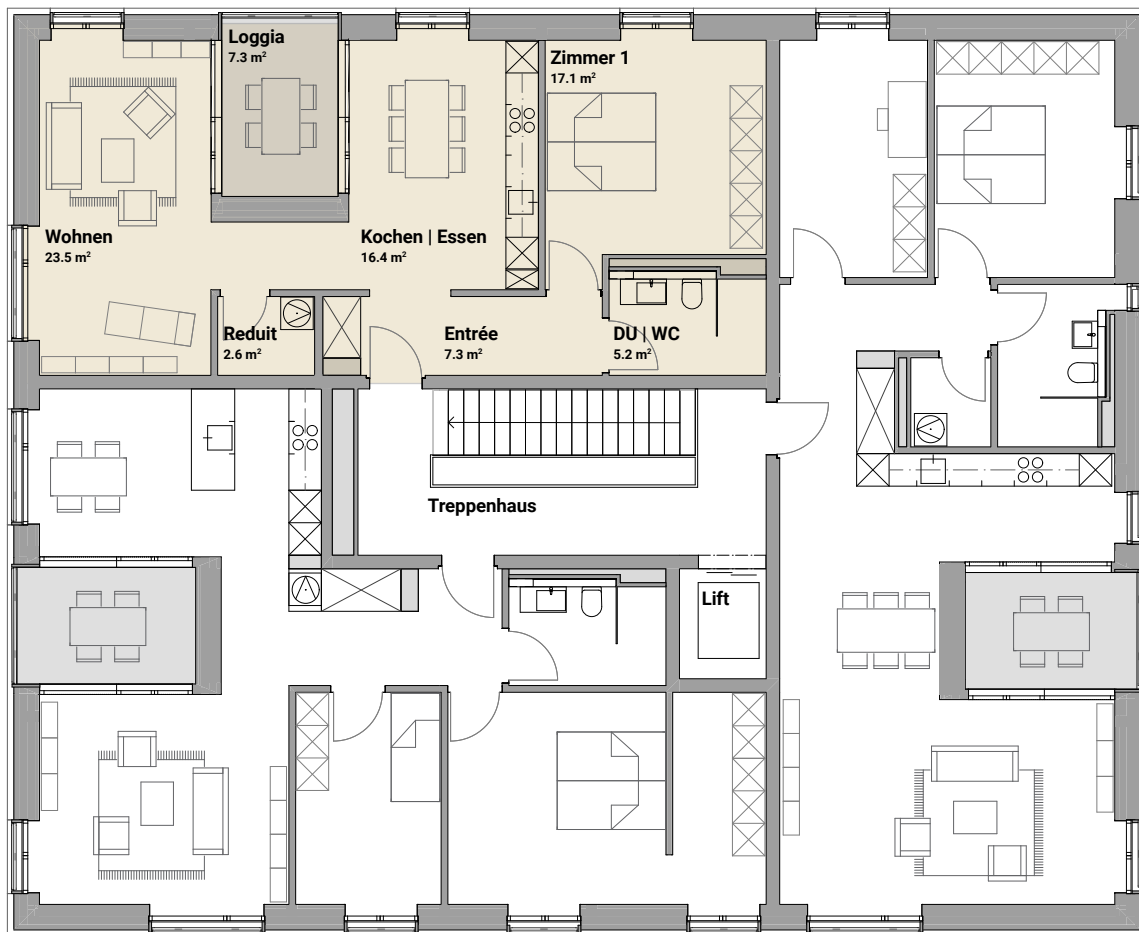 Loggia
7.3 m²
Zimmer 1
17.1 m²
Wohnen
23.5 m²
Kochen | Essen
16.4 m²
Reduit
2.6 m²
Entrée
7.3 m²
DU | WC
5.2 m²
Treppenhaus
Lift